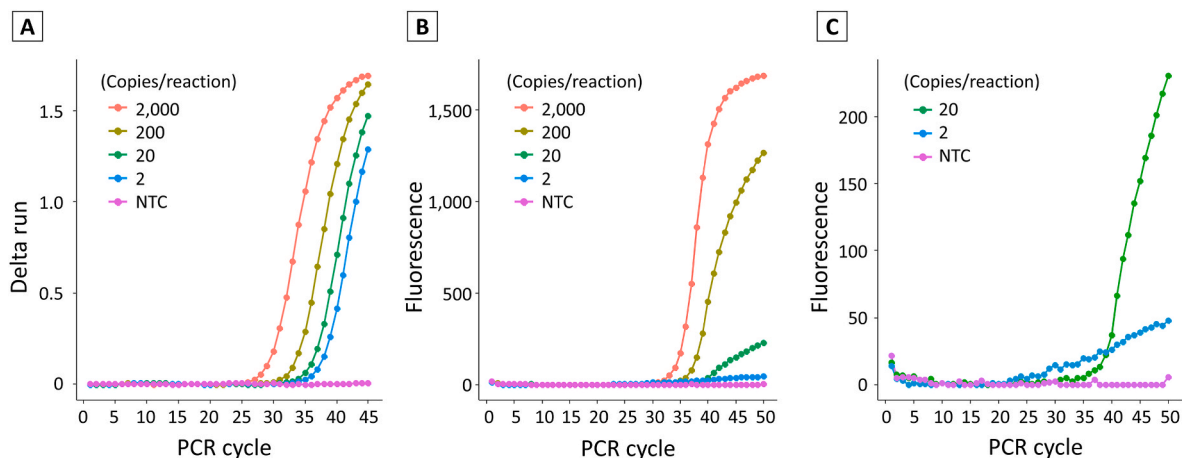 A
(Copies/reaction)
2,000
200
20
2
NTC
Delta run
1.5
1.0
0.5
0
0 5 10 15 20 25 30 35 40 45
PCR cycle
B
(Copies/reaction)
2,000
200
20
2
NTC
Fluorescence
1,500
1,000
500
0
0 5 10 15 20 25 30 35 40 45 50
PCR cycle
C
(Copies/reaction)
20
2
NTC
Fluorescence
200
150
100
50
0
0 5 10 15 20 25 30 35 40 45 50
PCR cycle